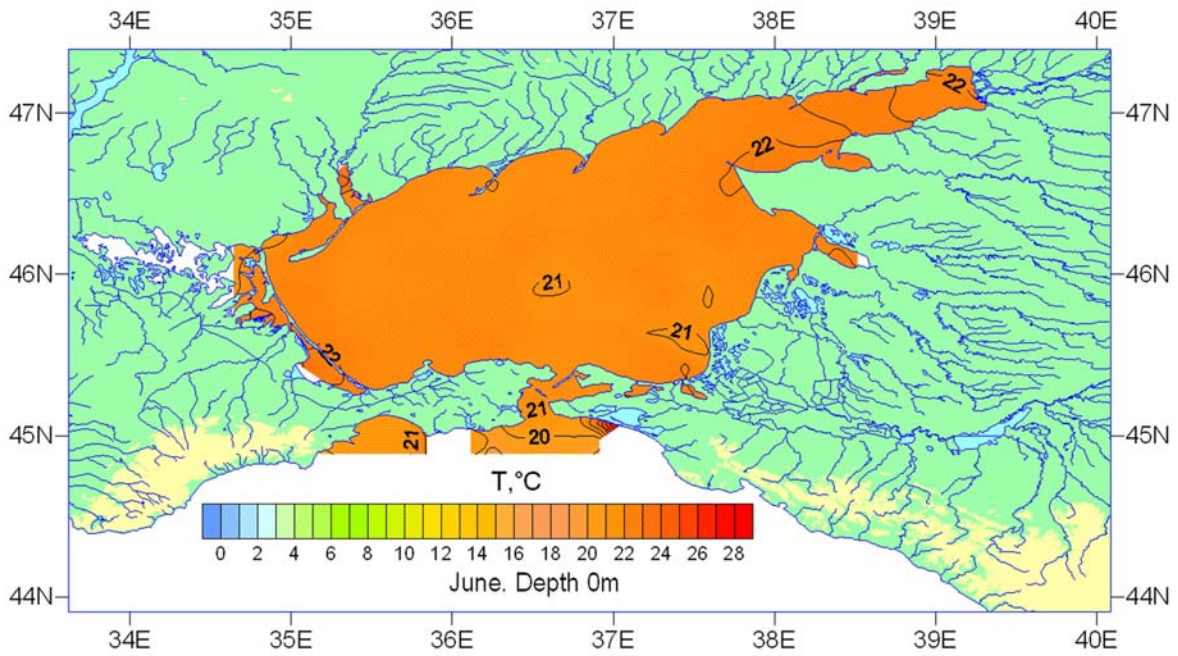 34E 35E 36E 37E 38E 39E 40E
47N 22 47N
22
46N 21 46N
21
22
21
45N 21 20 45N
T,°C
0 2 4 6 8 10 12 14 16 18 20 22 24 26 28
June. Depth 0m
44N 44N
34E 35E 36E 37E 38E 39E 40E